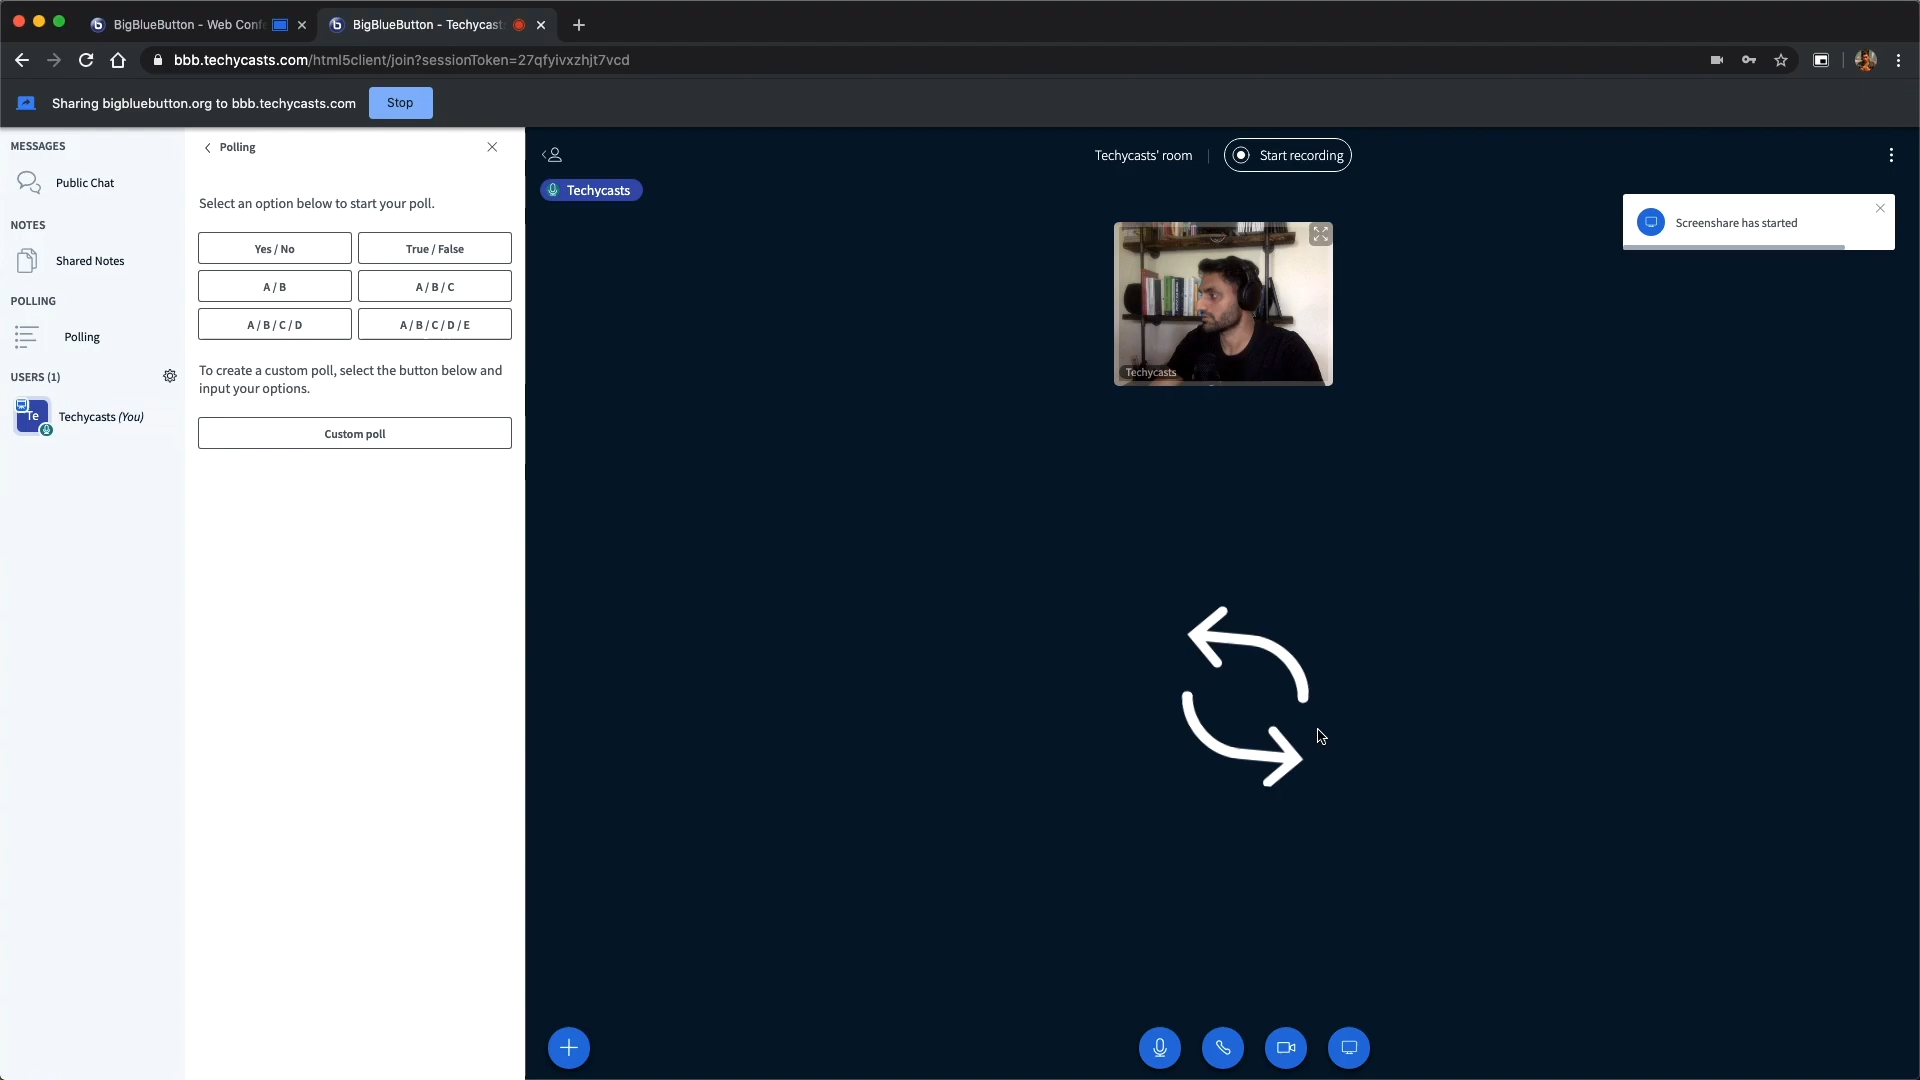 BigBlueButton - Web Confe
BigBlueButton - Techycast
bbb.techycasts.com/html5client/join?sessionToken=27qfyivxzhjt7vcd
Sharing bigbluebutton.org to bbb.techycasts.com
Stop
MESSAGES
Public Chat
NOTES
Shared Notes
POLLING
Polling
USERS (1)
Te
Techycasts (You)
Polling
Select an option below to start your poll.
Yes / No
True / False
A / B
A / B / C
A / B / C / D
A / B / C / D / E
To create a custom poll, select the button below and
input your options.
Custom poll
Techycasts' room
Start recording
Techycasts
Screenshare has started
Techycasts